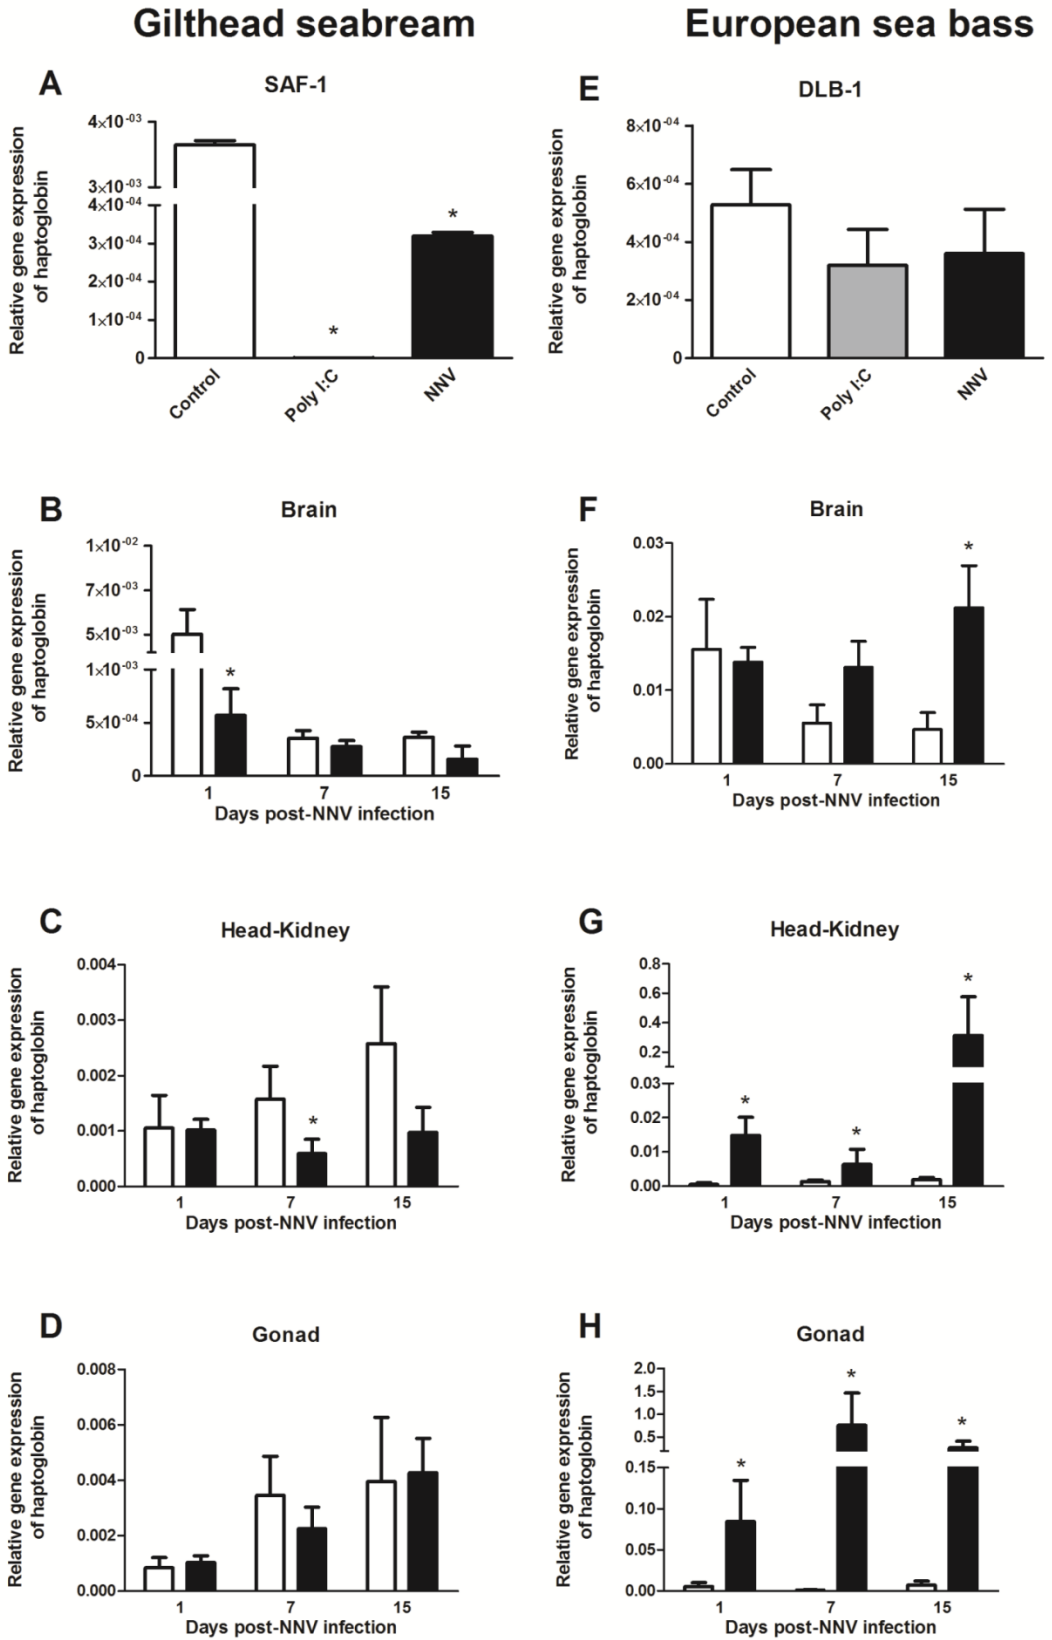 Gilthead seabream
European sea bass
A
SAF-1
Relative gene expression
of haptoglobin
4×10-03
3×10-03
4×10-04
3×10-04
2×10-04
1×10-04
0
*
*
Control
Poly I:C
NNV
E
DLB-1
Relative gene expression
of haptoglobin
8×10-04
6×10-04
4×10-04
2×10-04
0
Control
Poly I:C
NNV
B
Brain
Relative gene expression
of haptoglobin
1×10-02
7×10-03
5×10-03
1×10-03
5×10-04
0
*
1 7 15
Days post-NNV infection
F
Brain
Relative gene expression
of haptoglobin
0.03
0.02
0.01
0.00
*
1 7 15
Days post-NNV infection
C
Head-Kidney
Relative gene expression
of haptoglobin
0.004
0.003
0.002
0.001
0.000
*
1 7 15
Days post-NNV infection
G
Head-Kidney
Relative gene expression
of haptoglobin
0.8
0.6
0.4
0.2
0.03
0.02
0.01
0.00
*
*
*
1 7 15
Days post-NNV infection
D
Gonad
Relative gene expression
of haptoglobin
0.008
0.006
0.004
0.002
0.000
1 7 15
Days post-NNV infection
H
Gonad
Relative gene expression
of haptoglobin
2.0
1.5
1.0
0.5
0.15
0.10
0.05
0.00
*
*
*
1 7 15
Days post-NNV infection